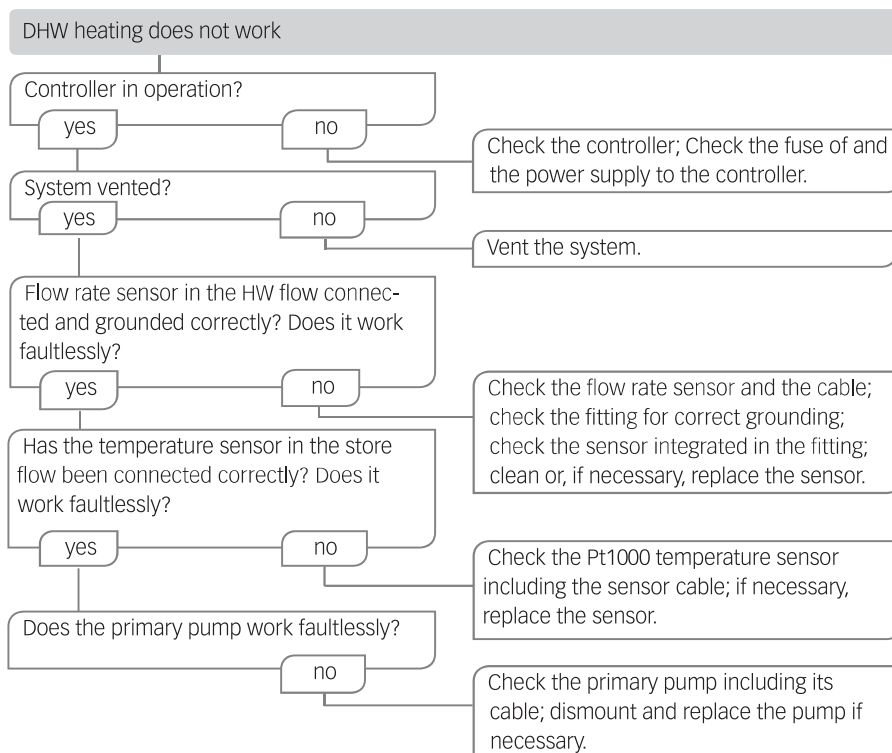 DHW heating does not work
Controller in operation?
yes
no
Check the controller; Check the fuse of and
the power supply to the controller.
System vented?
yes
no
Vent the system.
Flow rate sensor in the HW flow connec-
ted and grounded correctly? Does it work
faultlessly?
yes
no
Check the flow rate sensor and the cable;
check the fitting for correct grounding;
check the sensor integrated in the fitting;
clean or, if necessary, replace the sensor.
Has the temperature sensor in the store
flow been connected correctly? Does it
work faultlessly?
yes
no
Check the Pt1000 temperature sensor
including the sensor cable; if necessary,
replace the sensor.
Does the primary pump work faultlessly?
no
Check the primary pump including its
cable; dismount and replace the pump if
necessary.